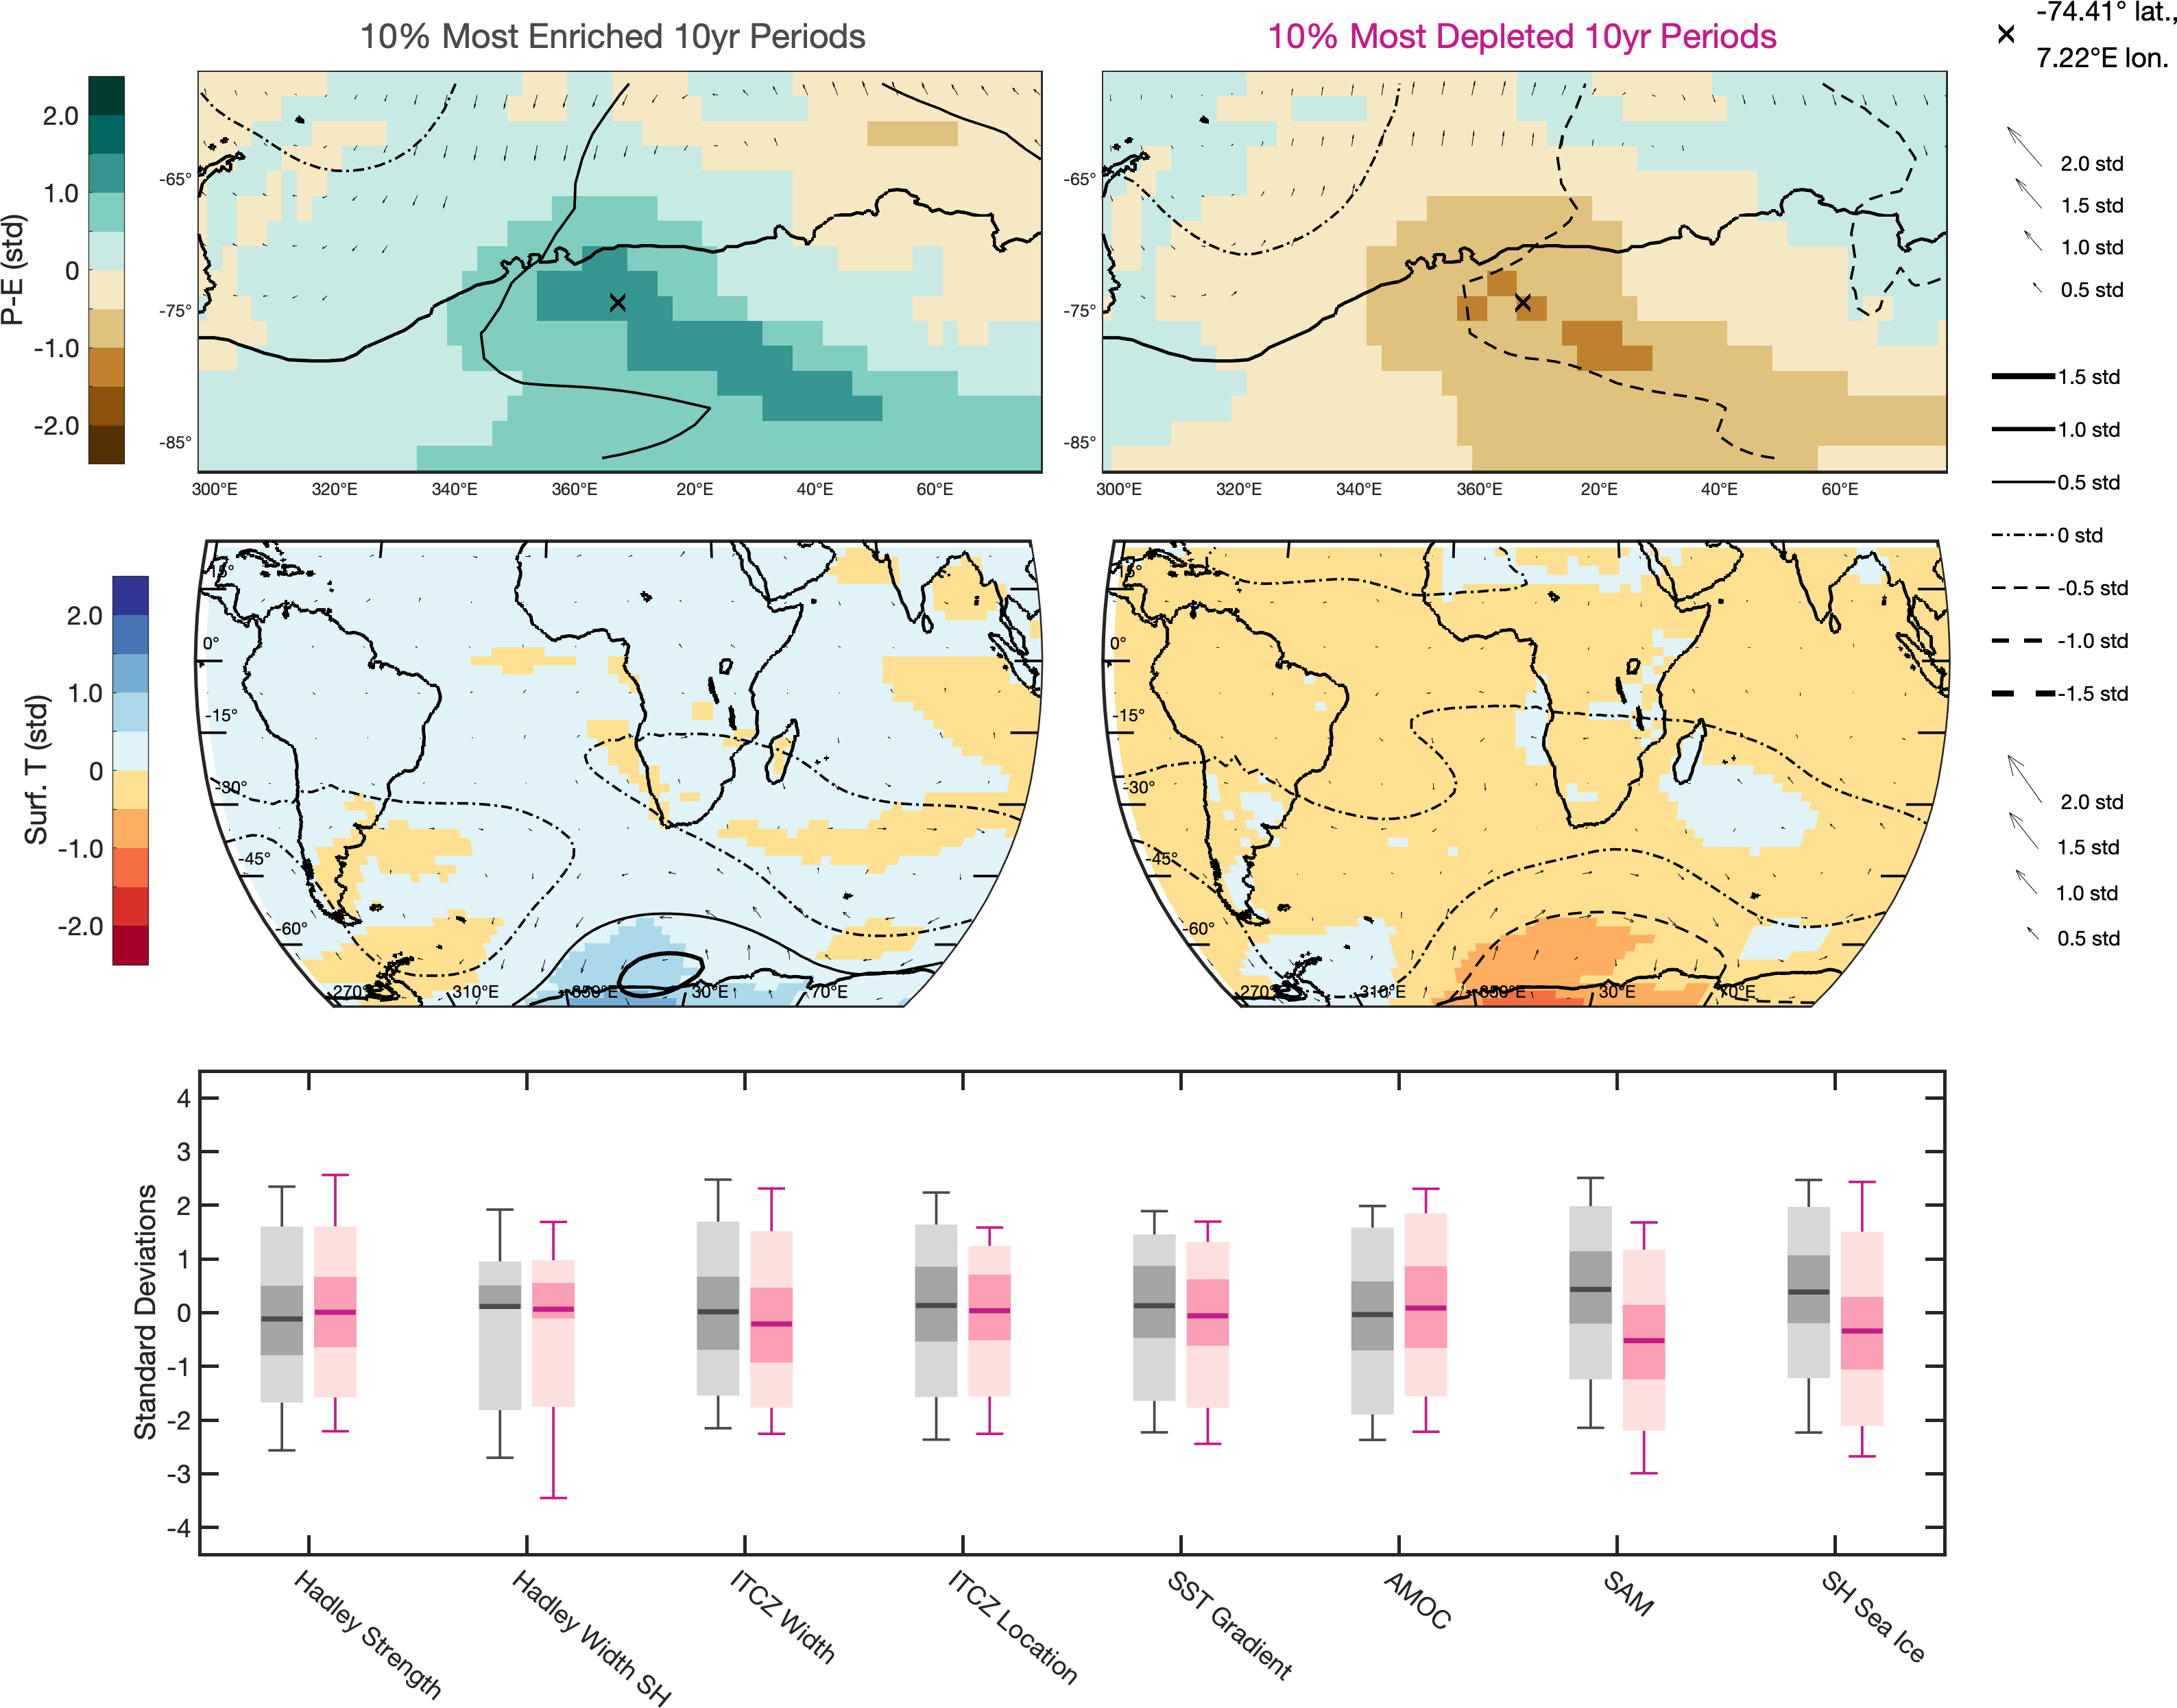 10% Most Enriched 10yr Periods
10% Most Depleted 10yr Periods
-74.41° lat.,
7.22°E lon.
P-E (std)
2.0
1.0
0
-1.0
-2.0
-65°
-75°
-85°
300°E 320°E 340°E 360°E 20°E 40°E 60°E
-65°
-75°
-85°
300°E 320°E 340°E 360°E 20°E 40°E 60°E
2.0 std
1.5 std
1.0 std
0.5 std
1.5 std
1.0 std
0.5 std
0 std
-0.5 std
-1.0 std
-1.5 std
Surf. T (std)
2.0
1.0
0
-1.0
-2.0
15°
0°
-15°
-30°
-45°
-60°
270° 310°E 350°E 30°E 70°E
15°
0°
-15°
-30°
-45°
-60°
270° 310°E 350°E 30°E 70°E
2.0 std
1.5 std
1.0 std
0.5 std
Standard Deviations
4
3
2
1
0
-1
-2
-3
-4
Hadley Strength
Hadley Width SH
ITCZ Width
ITCZ Location
SST Gradient
AMOC
SAM
SH Sea Ice